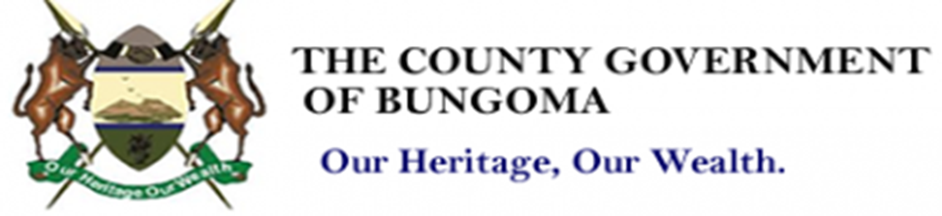 THE COUNTY GOVERNMENT
OF BUNGOMA
Our Heritage, Our Wealth.
Our Heritage Our Wealth